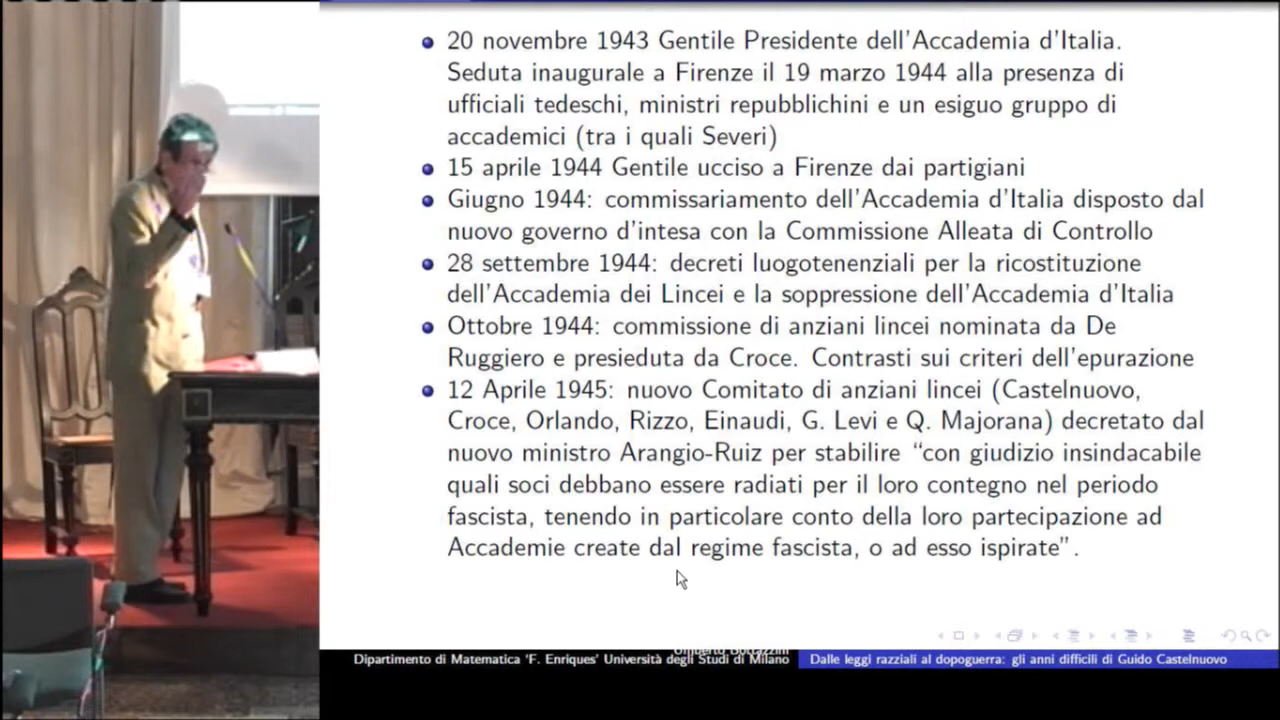 20 novembre 1943 Gentile Presidente dell'Accademia d'Italia.
Seduta inaugurale a Firenze il 19 marzo 1944 alla presenza di
ufficiali tedeschi, ministri repubblichini e un esiguo gruppo di
accademici (tra i quali Severi)
15 aprile 1944 Gentile ucciso a Firenze dai partigiani
Giugno 1944: commissariamento dell'Accademia d'Italia disposto dal
nuovo governo d'intesa con la Commissione Alleata di Controllo
28 settembre 1944: decreti luogotenenziali per la ricostituzione
dell'Accademia dei Lincei e la soppressione dell'Accademia d'Italia
Ottobre 1944: commissione di anziani lincei nominata da De
Ruggiero e presieduta da Croce. Contrasti sui criteri dell'epurazione
12 Aprile 1945: nuovo Comitato di anziani lincei (Castelnuovo,
Croce, Orlando, Rizzo, Einaudi, G. Levi e Q. Majorana) decretato dal
nuovo ministro Arangio-Ruiz per stabilire “con giudizio insindacabile
quali soci debbano essere radiati per il loro contegno nel periodo
fascista, tenendo in particolare conto della loro partecipazione ad
Accademie create dal regime fascista, o ad esso ispirate”.
Umberto Bottazzini
Dipartimento di Matematica 'F. Enriques' Università degli Studi di Milano
Dalle leggi razziali al dopoguerra: gli anni difficili di Guido Castelnuovo